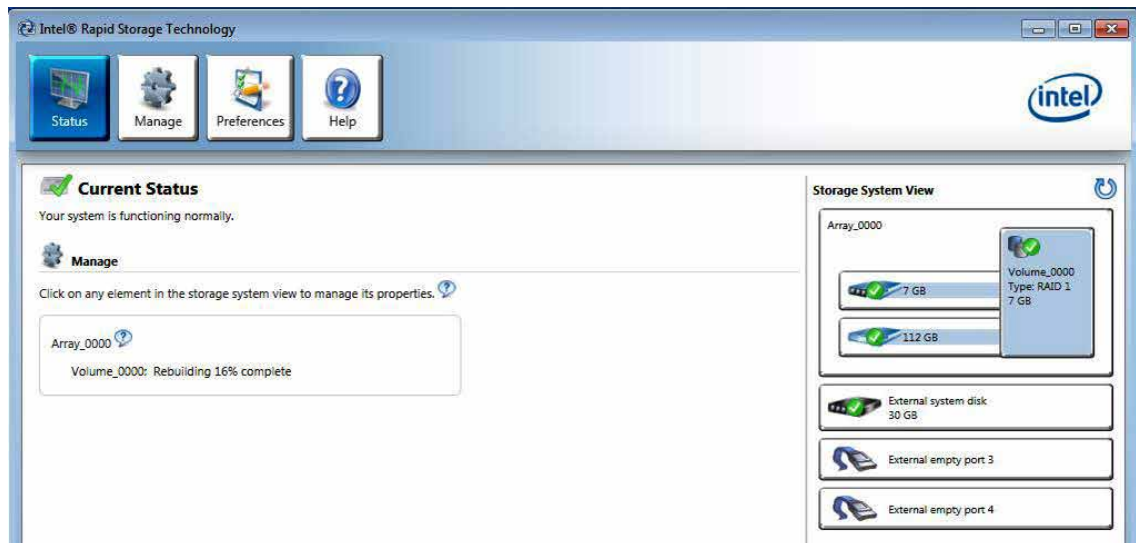 Intel® Rapid Storage Technology
Status
Manage
Preferences
Help
intel
Current Status
Your system is functioning normally.
Manage
Click on any element in the storage system view to manage its properties.
Array_0000
Volume_0000: Rebuilding 16% complete
Storage System View
Array_0000
7 GB
112 GB
Volume_0000
Type: RAID 1
7 GB
External system disk
30 GB
External empty port 3
External empty port 4